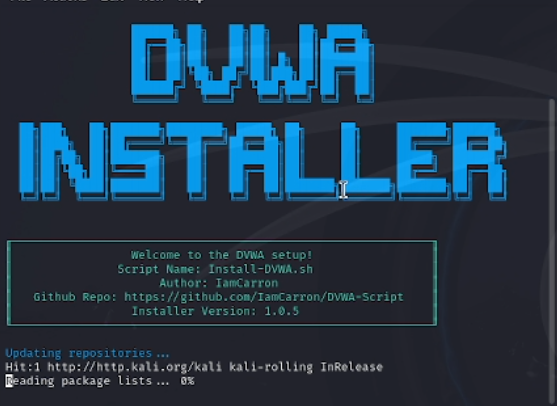 DVWA
INSTALLER
Welcome to the DVWA setup!
Script Name: Install-DVWA.sh
Author: IamCarron
Github Repo: https://github.com/IamCarron/DVWA-Script
Installer Version: 1.0.5
Updating repositories...
Hit:1 http://http.kali.org/kali kali-rolling InRelease
Reading package lists... 0%